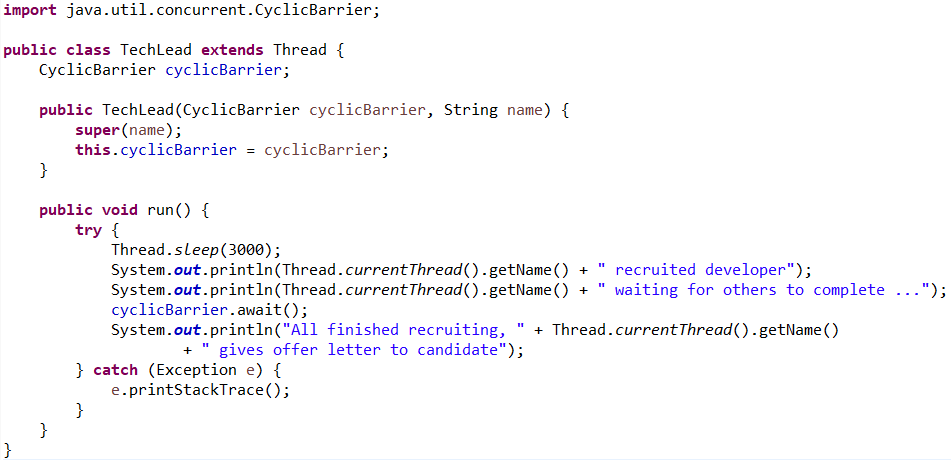 import java.util.concurrent.CyclicBarrier;

public class TechLead extends Thread {
    CyclicBarrier cyclicBarrier;

    public TechLead(CyclicBarrier cyclicBarrier, String name) {
        super(name);
        this.cyclicBarrier = cyclicBarrier;
    }

    public void run() {
        try {
            Thread.sleep(3000);
            System.out.println(Thread.currentThread().getName() + " recruited developer");
            System.out.println(Thread.currentThread().getName() + " waiting for others to complete ...");
            cyclicBarrier.await();
            System.out.println("All finished recruiting, " + Thread.currentThread().getName()
                    + " gives offer letter to candidate");
        } catch (Exception e) {
            e.printStackTrace();
        }
    }
}